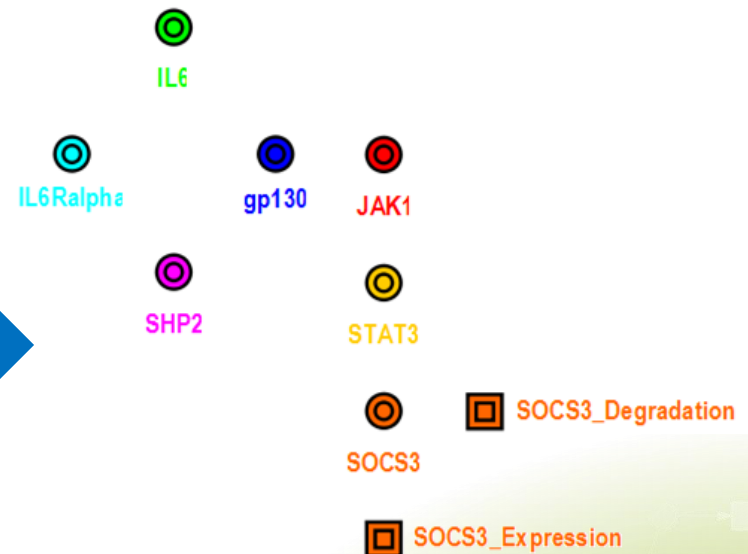 IL6
IL6Ralpha
gp130
JAK1
SHP2
STAT3
SOCS3_Degradation
SOCS3
SOCS3_Expression